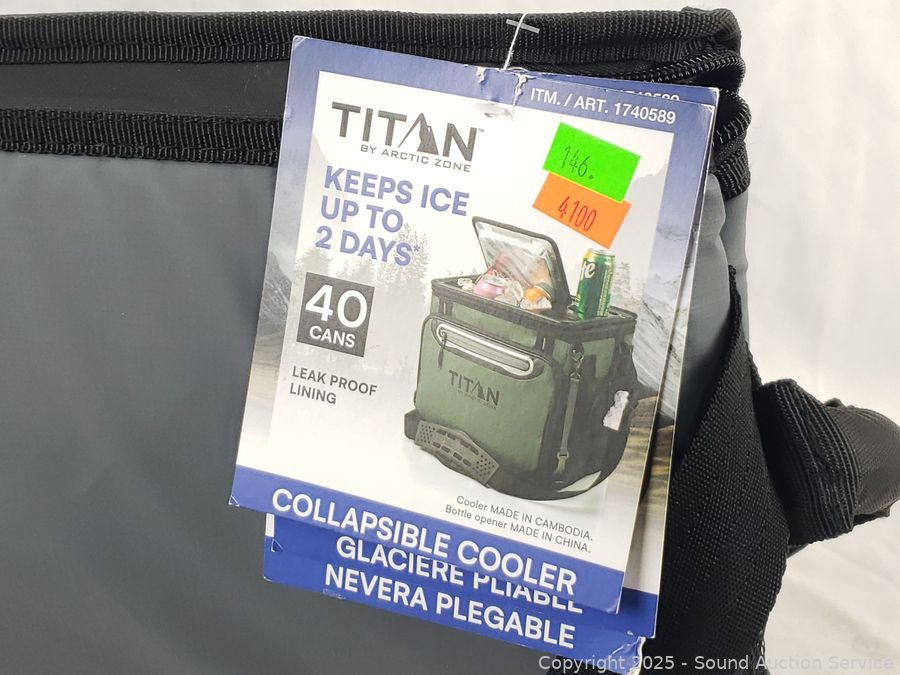 ITM. / ART. 1740589
TITAN™
BY ARCTIC ZONE
146.
4100
KEEPS ICE
UP TO
2 DAYS*
40
CANS
LEAK PROOF
LINING
TITAN
Cooler MADE IN CAMBODIA.
Bottle opener MADE IN CHINA.
COLLAPSIBLE COOLER
GLACIÈRE PLIABLE
NEVERA PLEGABLE
Copyright © 2025 - Sound Auction Service